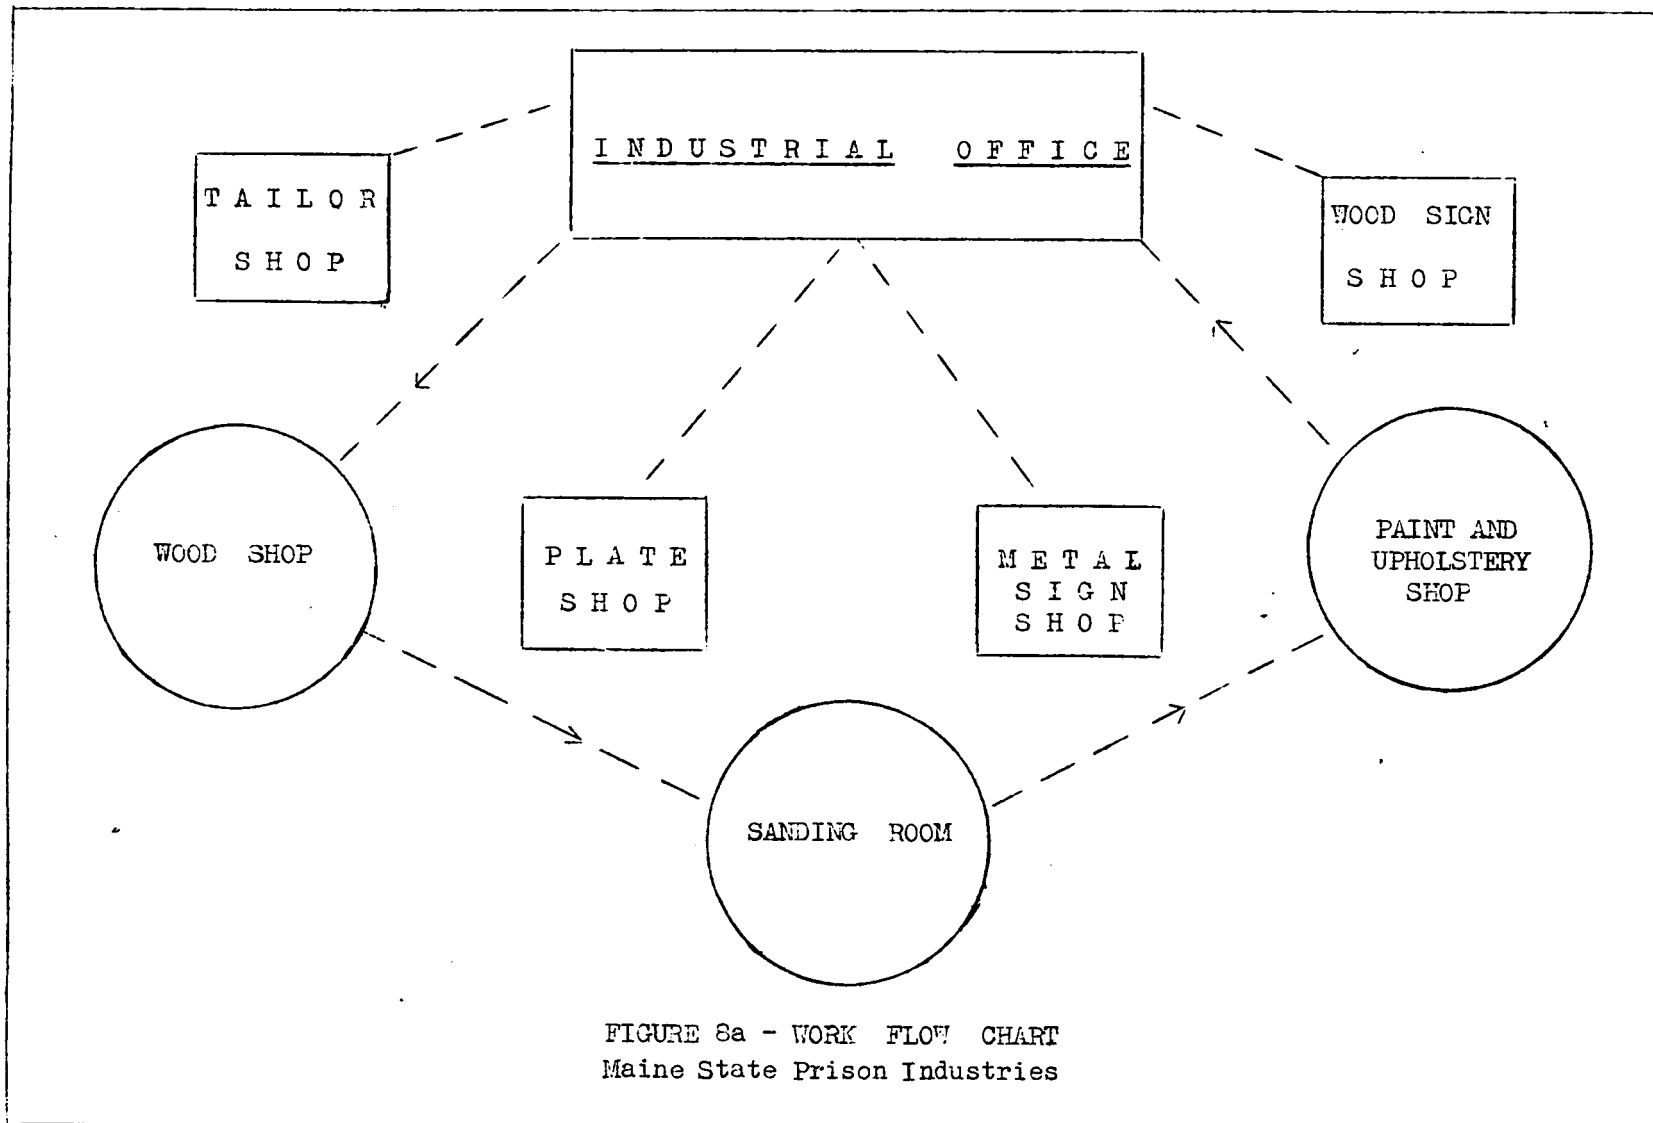 INDUSTRIAL OFFICE
TAILOR
SHOP
WOOD SIGN
SHOP
WOOD SHOP
PLATE
SHOP
METAL
SIGN
SHOP
PAINT AND
UPHOLSTERY
SHOP
SANDING ROOM
FIGURE 8a - WORK FLOW CHART
Maine State Prison Industries